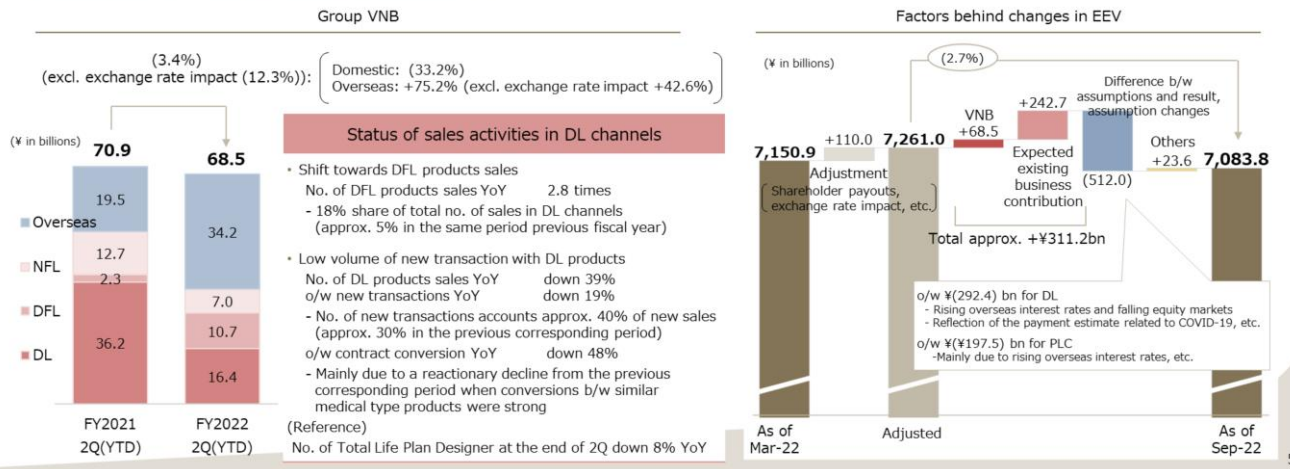 Group VNB
(3.4%)
(excl. exchange rate impact (12.3%)):
Domestic: (33.2%)
Overseas: +75.2% (excl. exchange rate impact +42.6%)
(¥ in billions)
70.9
68.5
19.5
12.7
2.3
36.2
34.2
7.0
10.7
16.4
Overseas
NFL
DFL
DL
FY2021
2Q(YTD)
FY2022
2Q(YTD)
Status of sales activities in DL channels
• Shift towards DFL products sales
No. of DFL products sales YoY 2.8 times
- 18% share of total no. of sales in DL channels
(approx. 5% in the same period previous fiscal year)
• Low volume of new transaction with DL products
No. of DL products sales YoY down 39%
o/w new transactions YoY down 19%
- No. of new transactions accounts approx. 40% of new sales
(approx. 30% in the previous corresponding period)
o/w contract conversion YoY down 48%
- Mainly due to a reactionary decline from the previous
corresponding period when conversions b/w similar
medical type products were strong
(Reference)
No. of Total Life Plan Designer at the end of 2Q down 8% YoY
Factors behind changes in EEV
(¥ in billions)
(2.7%)
7,150.9
+110.0
Adjustment
Shareholder payouts,
exchange rate impact, etc.
7,261.0
VNB
+68.5
+242.7
Expected
existing
business
contribution
Difference b/w
assumptions and result,
assumption changes
(512.0)
Others
+23.6
7,083.8
Total approx. +¥311.2bn
o/w ¥(292.4) bn for DL
- Rising overseas interest rates and falling equity markets
- Reflection of the payment estimate related to COVID-19, etc.
o/w ¥(¥197.5) bn for PLC
-Mainly due to rising overseas interest rates, etc.
As of
Mar-22
Adjusted
As of
Sep-22